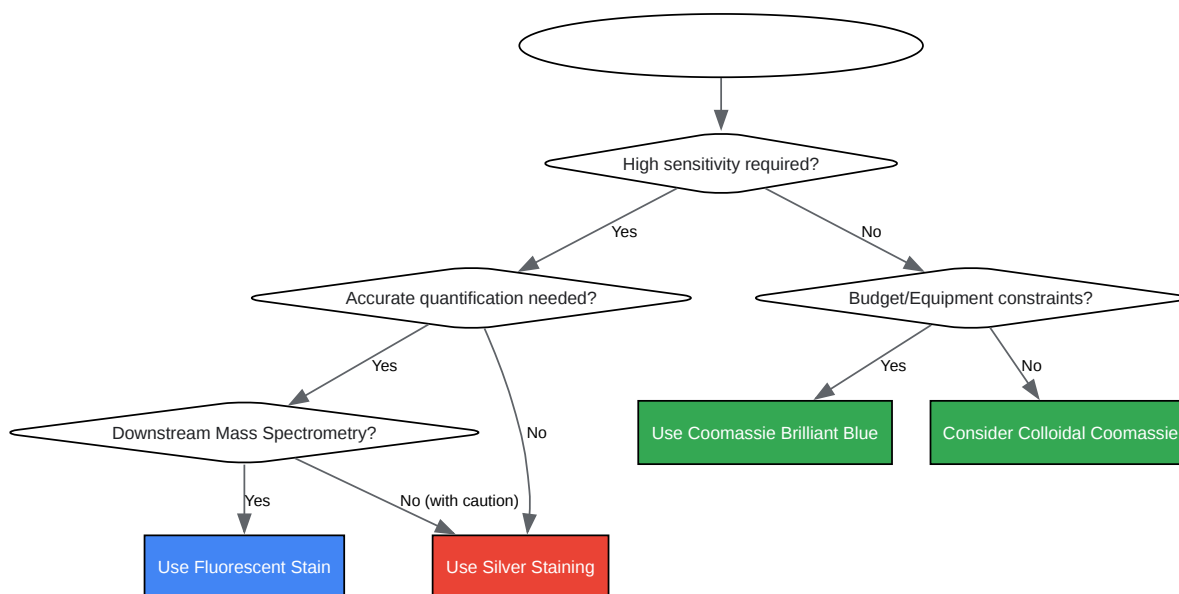 High sensitivity required?
Yes
No
Accurate quantification needed?
Budget/Equipment constraints?
Yes
Yes
No
Use Coomassie Brilliant Blue
Consider Colloidal Coomassie
Downstream Mass Spectrometry?
No
Yes
No (with caution)
Use Fluorescent Stain
Use Silver Staining